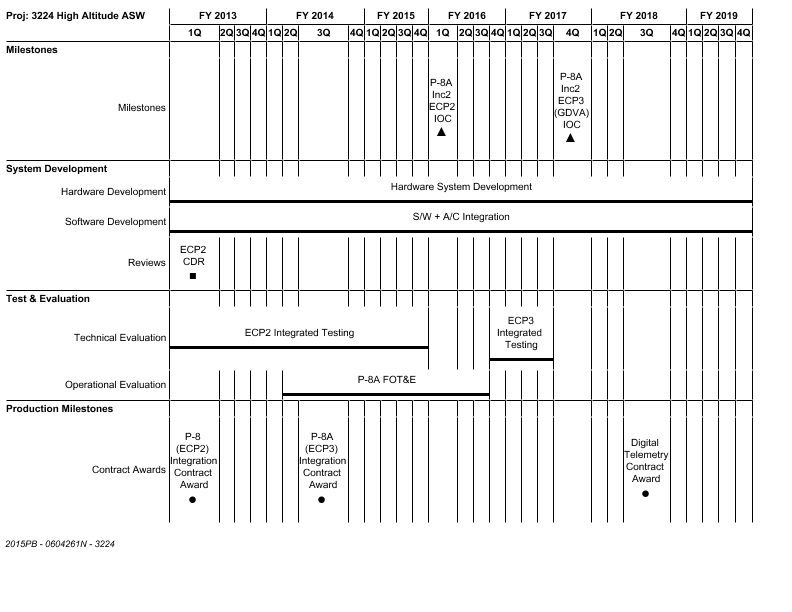 Proj: 3224 High Altitude ASW FY 2013 FY 2014 FY 2015 FY 2016 FY 2017 FY 2018 FY 2019
1Q 2Q 3Q 4Q 1Q 2Q 3Q 4Q 1Q 2Q 3Q 4Q 1Q 2Q 3Q 4Q 1Q 2Q 3Q 4Q 1Q 2Q 3Q 4Q 1Q 2Q 3Q 4Q
Milestones
Milestones
P-8A
Inc2
ECP2
IOC
P-8A
Inc2
ECP3
(GDVA)
IOC
System Development
Hardware Development
Hardware System Development
Software Development
S/W + A/C Integration
Reviews
ECP2
CDR
Test & Evaluation
Technical Evaluation
ECP2 Integrated Testing
ECP3
Integrated
Testing
Operational Evaluation
P-8A FOT&E
Production Milestones
Contract Awards
P-8
(ECP2)
Integration
Contract
Award
P-8A
(ECP3)
Integration
Contract
Award
Digital
Telemetry
Contract
Award
2015PB - 0604261N - 3224